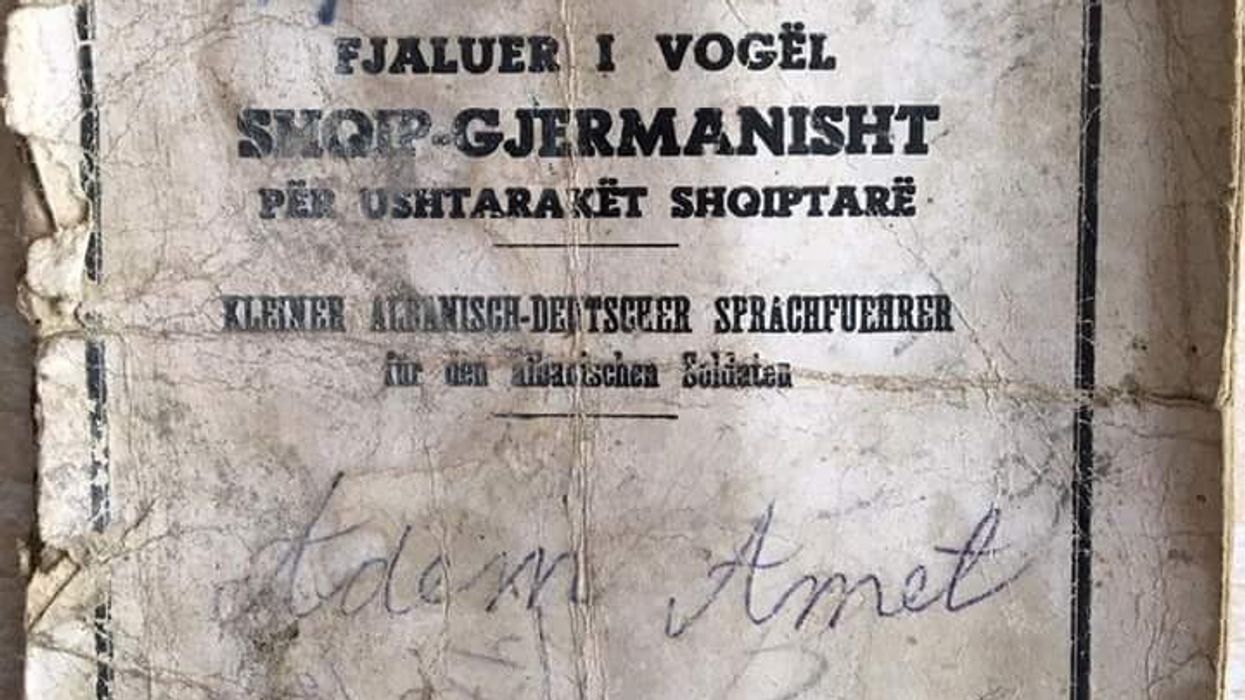 FJALUER I VOGËL
SHQIP-GJERMANISHT
PËR USHTARAKËT SHQIPTARË
KLEINER ALBANISCH-DEUTSCHER SPRACHFUEHRER
für den albanischen Soldaten
Adem Amet